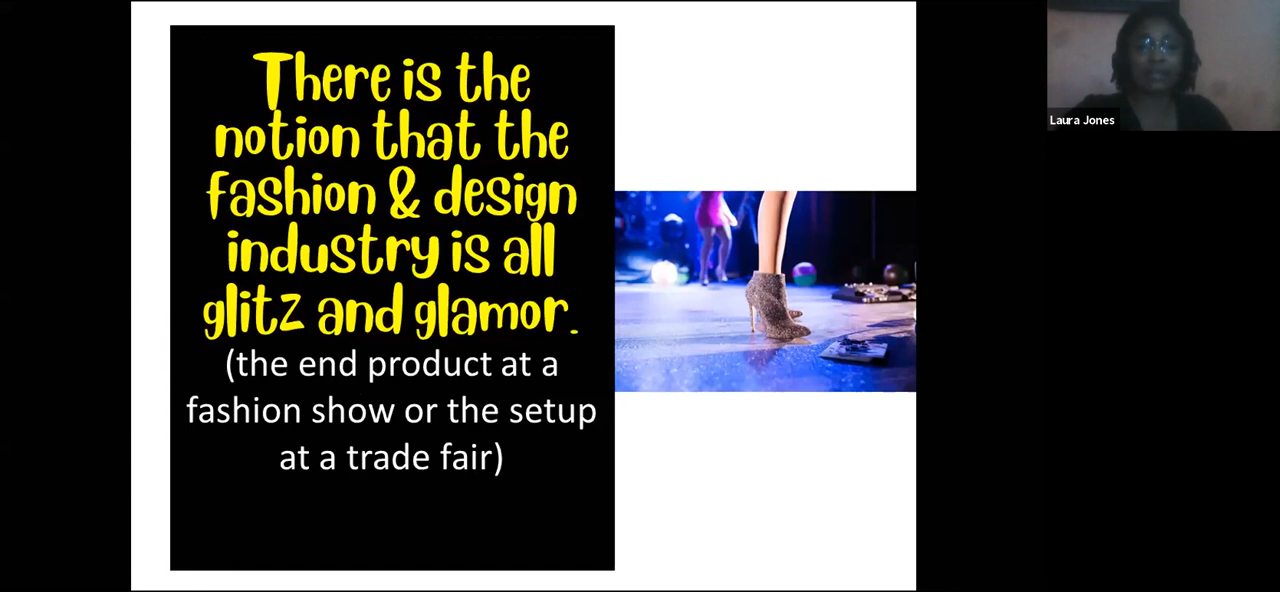 There is the
notion that the
fashion & design
industry is all
glitz and glamor.
(the end product at a
fashion show or the setup
at a trade fair)
Laura Jones